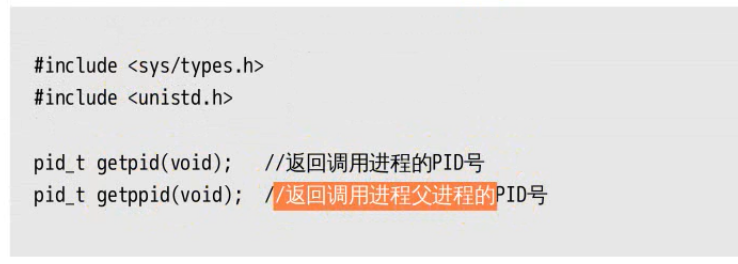 #include <sys/types.h>
#include <unistd.h>
pid_t getpid(void); //返回调用进程的PID号
pid_t getppid(void); //返回调用进程父进程的PID号